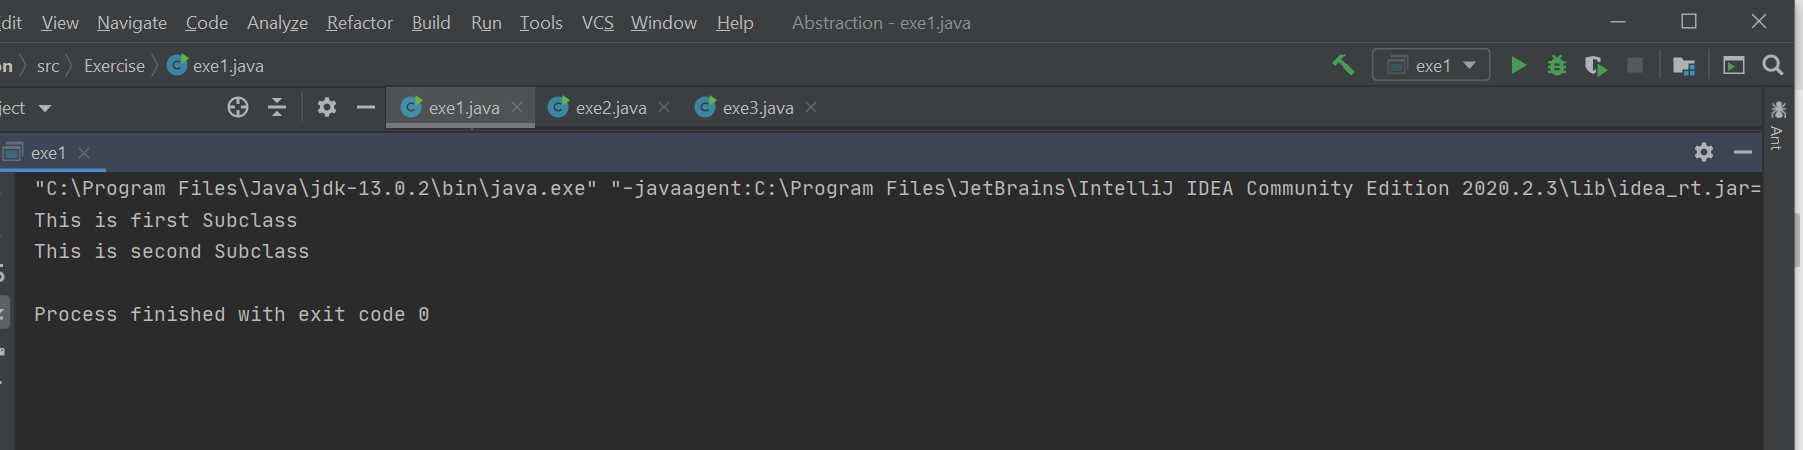 dit View Navigate Code Analyze Refactor Build Run Tools VCS Window Help Abstraction - exe1.java
on src Exercise exe1.java exe1
ject exe1.java exe2.java exe3.java
Ant
exe1
"C:\Program Files\Java\jdk-13.0.2\bin\java.exe" "-javaagent:C:\Program Files\JetBrains\IntelliJ IDEA Community Edition 2020.2.3\lib\idea_rt.jar=
This is first Subclass
This is second Subclass
Process finished with exit code 0